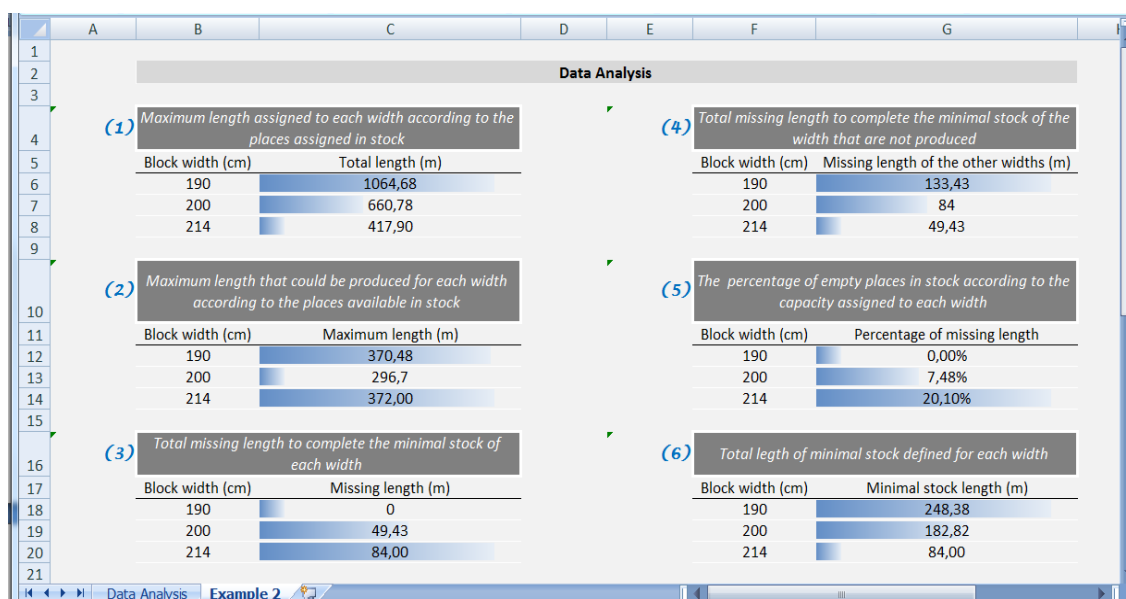 A B C D E F G
1
2 Data Analysis
3
4 (1) Maximum length assigned to each width according to the places assigned in stock (4) Total missing length to complete the minimal stock of the width that are not produced
5 Block width (cm) Total length (m) Block width (cm) Missing length of the other widths (m)
6 190 1064,68 190 133,43
7 200 660,78 200 84
8 214 417,90 214 49,43
9
10 (2) Maximum length that could be produced for each width according to the places available in stock (5) The percentage of empty places in stock according to the capacity assigned to each width
11 Block width (cm) Maximum length (m) Block width (cm) Percentage of missing length
12 190 370,48 190 0,00%
13 200 296,7 200 7,48%
14 214 372,00 214 20,10%
15
16 (3) Total missing length to complete the minimal stock of each width (6) Total legth of minimal stock defined for each width
17 Block width (cm) Missing length (m) Block width (cm) Minimal stock length (m)
18 190 0 190 248,38
19 200 49,43 200 182,82
20 214 84,00 214 84,00
21
Data Analysis Example 2